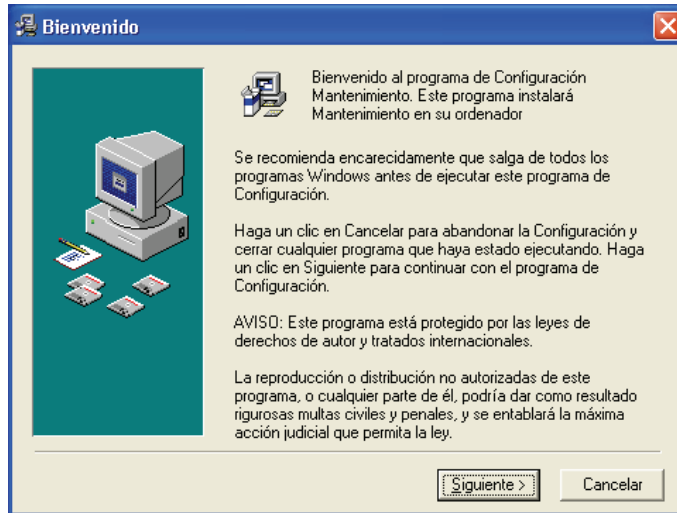 Bienvenido
Bienvenido al programa de Configuración
Mantenimiento. Este programa instalará
Mantenimiento en su ordenador
Se recomienda encarecidamente que salga de todos los
programas Windows antes de ejecutar este programa de
Configuración.
Haga un clic en Cancelar para abandonar la Configuración y
cerrar cualquier programa que haya estado ejecutando. Haga
un clic en Siguiente para continuar con el programa de
Configuración.
AVISO: Este programa está protegido por las leyes de
derechos de autor y tratados internacionales.
La reproducción o distribución no autorizadas de este
programa, o cualquier parte de él, podría dar como resultado
rigurosas multas civiles y penales, y se entablará la máxima
acción judicial que permita la ley.
Siguiente >
Cancelar